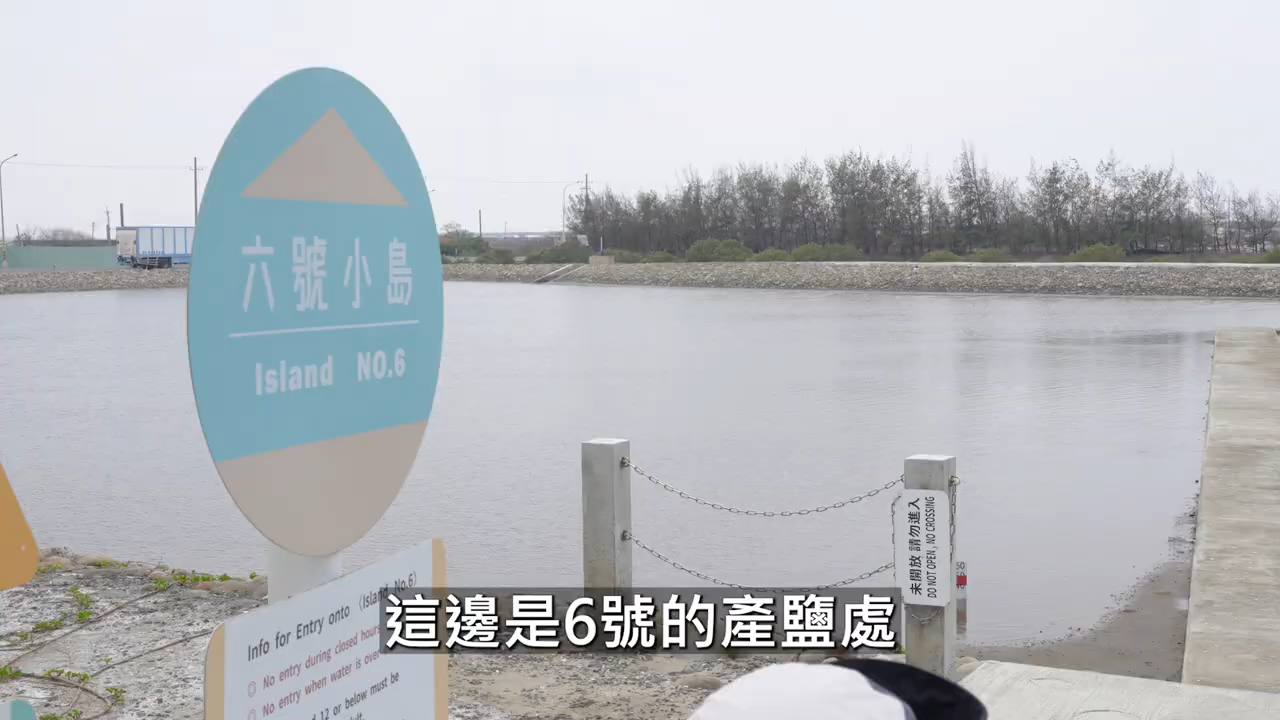 六號小島
Island NO.6
Info for Entry onto (Island No.6)
No entry during closed hours
No entry when water is over
12 or below must be
未開放 請勿進入
DO NOT OPEN, NO CROSSING
50
這邊是6號的產鹽處